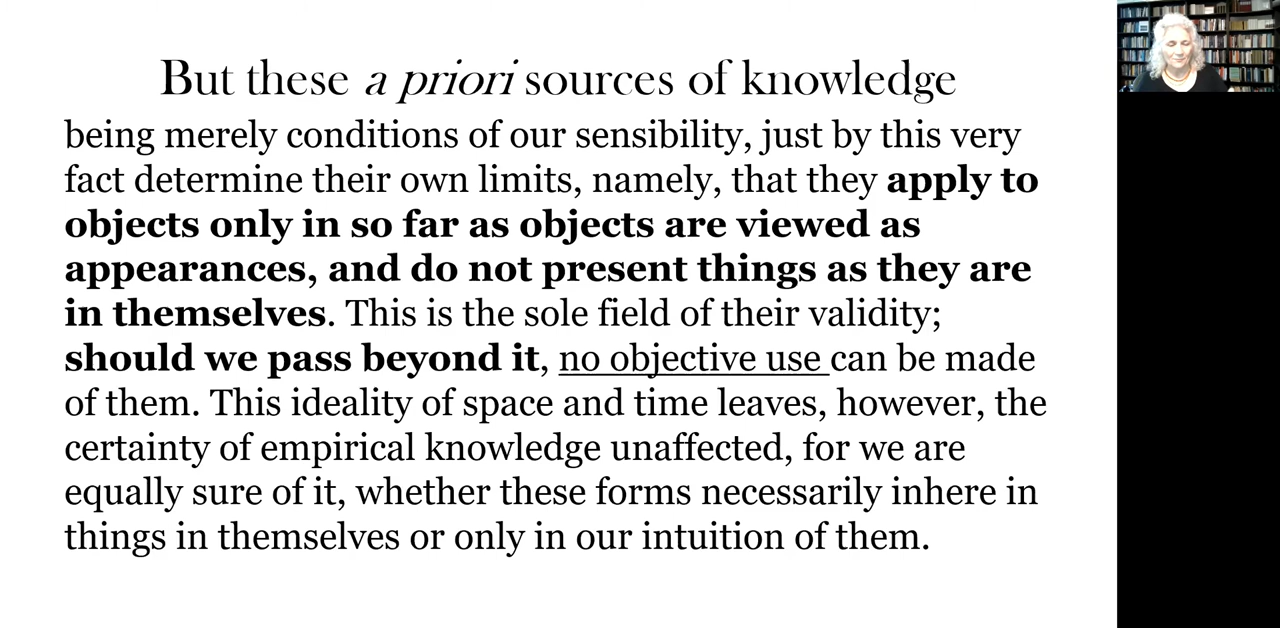 But these a priori sources of knowledge
being merely conditions of our sensibility, just by this very
fact determine their own limits, namely, that they apply to
objects only in so far as objects are viewed as
appearances, and do not present things as they are
in themselves. This is the sole field of their validity;
should we pass beyond it, no objective use can be made
of them. This ideality of space and time leaves, however, the
certainty of empirical knowledge unaffected, for we are
equally sure of it, whether these forms necessarily inhere in
things in themselves or only in our intuition of them.